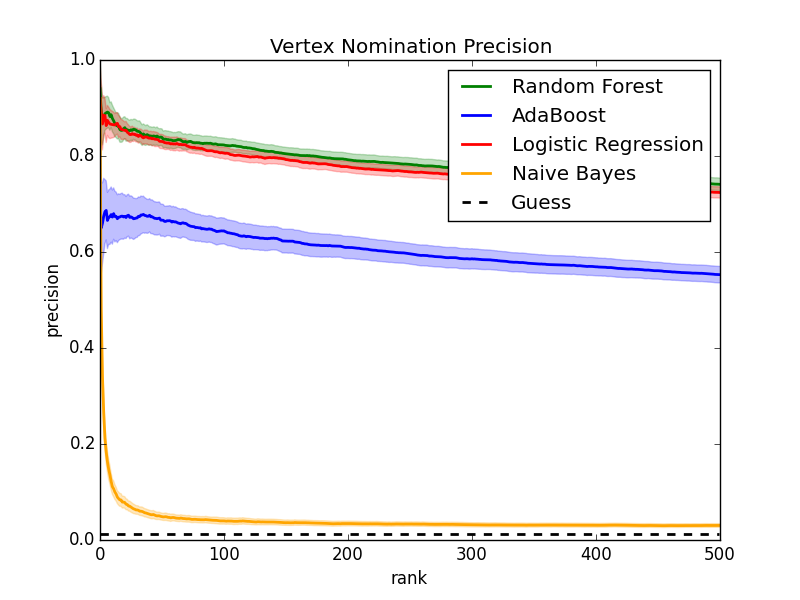 Vertex Nomination Precision
1.0
0.8
0.6
0.4
0.2
0.0
precision
Random Forest
AdaBoost
Logistic Regression
Naive Bayes
Guess
0 100 200 300 400 500
rank